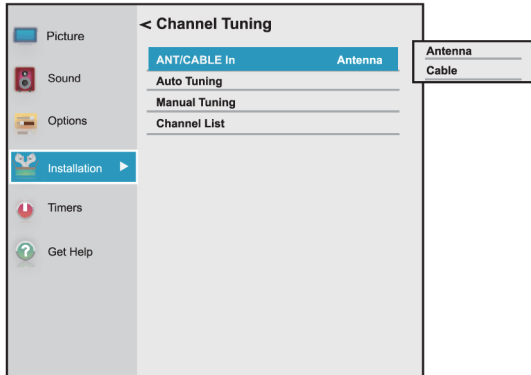 Picture
Sound
Options
Installation
Timers
Get Help
< Channel Tuning
ANT/CABLE In Antenna
Auto Tuning
Manual Tuning
Channel List
Antenna
Cable